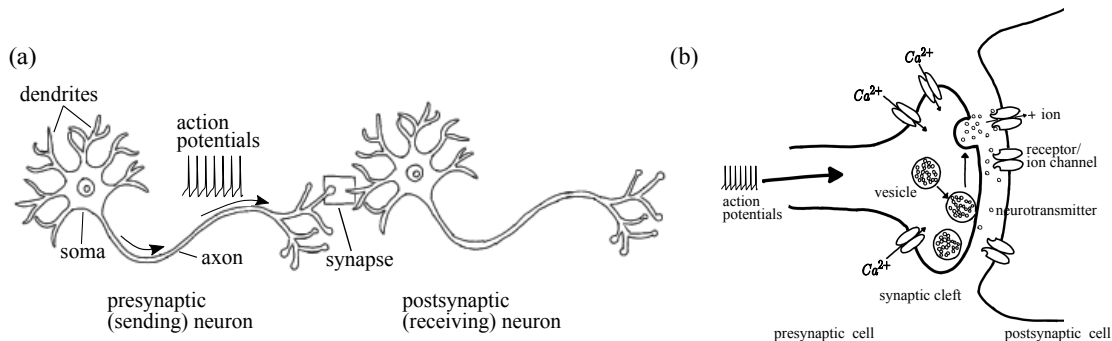 (a)
dendrites
action
potentials
soma
axon
synapse
presynaptic
(sending) neuron
postsynaptic
(receiving) neuron
(b)
Ca2+
Ca2+
+ ion
receptor/
ion channel
vesicle
action
potentials
neurotransmitter
Ca2+
synaptic cleft
presynaptic cell
postsynaptic cell